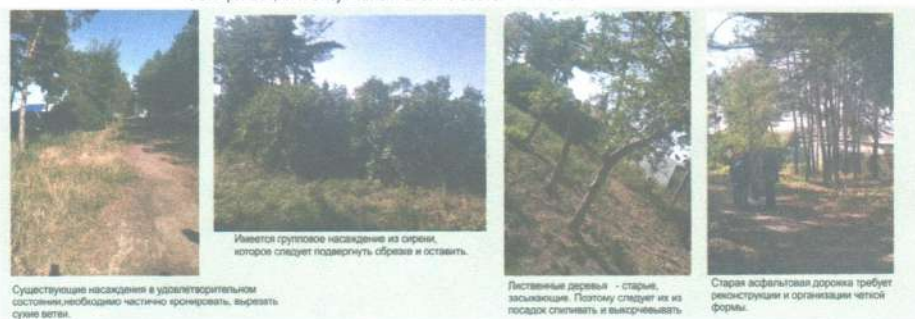 Имеется групповое насаждение из сирени,
которое следует подвергнуть обрезке и оставить.
Существующие насаждения в удовлетворительном
состоянии,необходимо частично кронировать, вырезать
сухие ветви.
Лиственные деревья - старые,
засыхающие. Поэтому следует их из
посадок спиливать и выкорчевывать
Старая асфальтовая дорожка требует
реконструкции и организации четкой
формы.